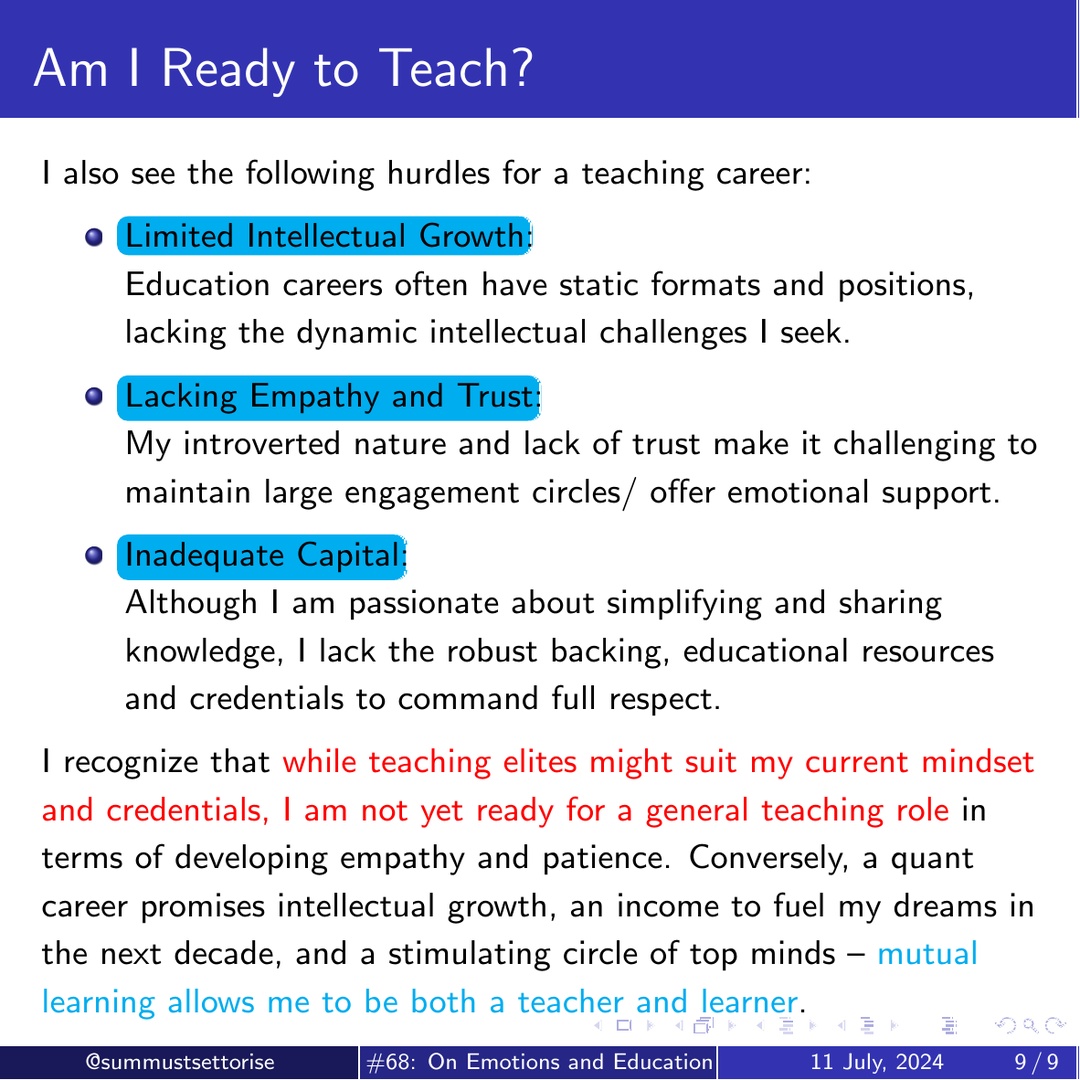 Am I Ready to Teach?
I also see the following hurdles for a teaching career:
Limited Intellectual Growth:
Education careers often have static formats and positions,
lacking the dynamic intellectual challenges I seek.
Lacking Empathy and Trust:
My introverted nature and lack of trust make it challenging to
maintain large engagement circles/ offer emotional support.
Inadequate Capital:
Although I am passionate about simplifying and sharing
knowledge, I lack the robust backing, educational resources
and credentials to command full respect.
I recognize that while teaching elites might suit my current mindset
and credentials, I am not yet ready for a general teaching role in
terms of developing empathy and patience. Conversely, a quant
career promises intellectual growth, an income to fuel my dreams in
the next decade, and a stimulating circle of top minds – mutual
learning allows me to be both a teacher and learner.
@summustsettorise #68: On Emotions and Education 11 July, 2024 9 / 9